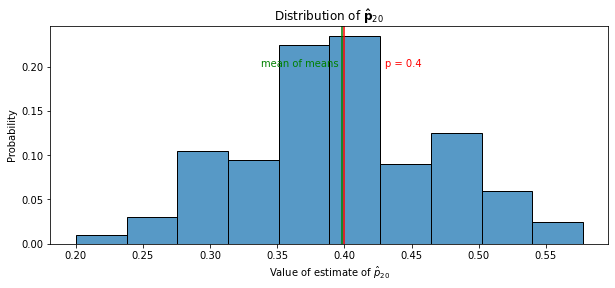 Distribution of p̂₂₀
mean of means
p = 0.4
Probability
0.20
0.15
0.10
0.05
0.00
0.20 0.25 0.30 0.35 0.40 0.45 0.50 0.55
Value of estimate of p̂₂₀